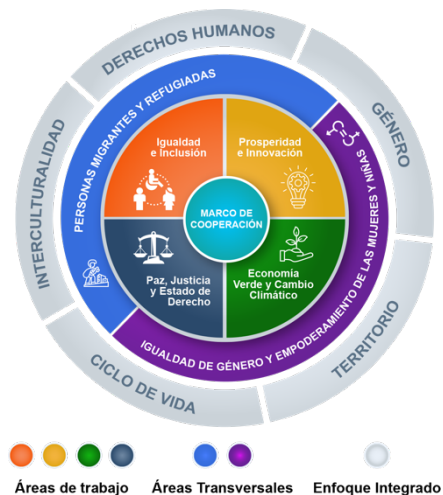 DERECHOS HUMANOS
GÉNERO
TERRITORIO
CICLO DE VIDA
INTERCULTURALIDAD
PERSONAS MIGRANTES Y REFUGIADAS
IGUALDAD DE GÉNERO Y EMPODERAMIENTO DE LAS MUJERES Y NIÑAS
Igualdad
e Inclusión
Prosperidad
e Innovación
MARCO DE
COOPERACIÓN
Paz, Justicia
y Estado de
Derecho
Economía
Verde y Cambio
Climático
Áreas de trabajo
Áreas Transversales
Enfoque Integrado